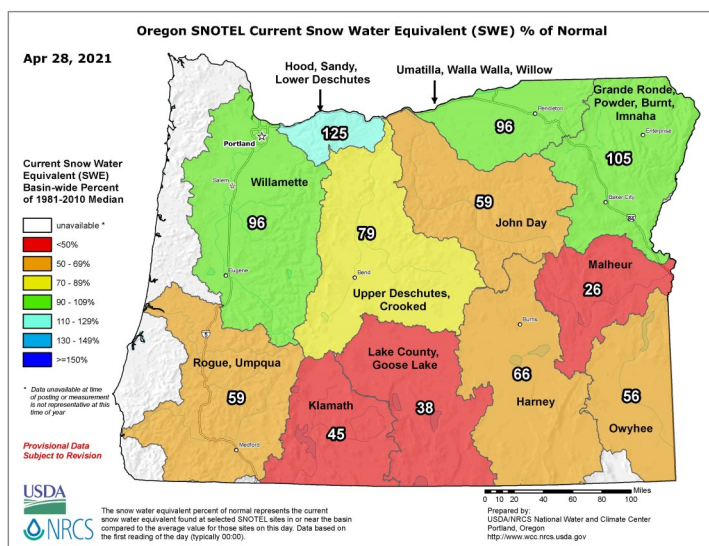 Oregon SNOTEL Current Snow Water Equivalent (SWE) % of Normal
Apr 28, 2021
Hood, Sandy,
Lower Deschutes
Umatilla, Walla Walla, Willow
Grande Ronde,
Powder, Burnt,
Imnaha
Pendleton
Enterprise
Portland
125
96
105
Current Snow Water
Equivalent (SWE)
Basin-wide Percent
of 1981-2010 Median
unavailable *
<50%
50 - 69%
70 - 89%
90 - 109%
110 - 129%
130 - 149%
>=150%
Salem
Willamette
96
Eugene
59
John Day
Baker City
84
79
Bend
Upper Deschutes,
Crooked
Malheur
26
Burns
Lake County,
Goose Lake
38
66
Harney
56
Owyhee
5
Rogue, Umpqua
59
Medford
Klamath
45
* Data unavailable at time
of posting or measurement
is not representative at this
time of year
Provisional Data
Subject to Revision
Miles
0 10 20 40 60 80 100
USDA
NRCS
The snow water equivalent percent of normal represents the current
snow water equivalent found at selected SNOTEL sites in or near the basin
compared to the average value for those sites on this day. Data based on
the first reading of the day (typically 00:00).
Prepared by:
USDA/NRCS National Water and Climate Center
Portland, Oregon
http://www.wcc.nrcs.usda.gov